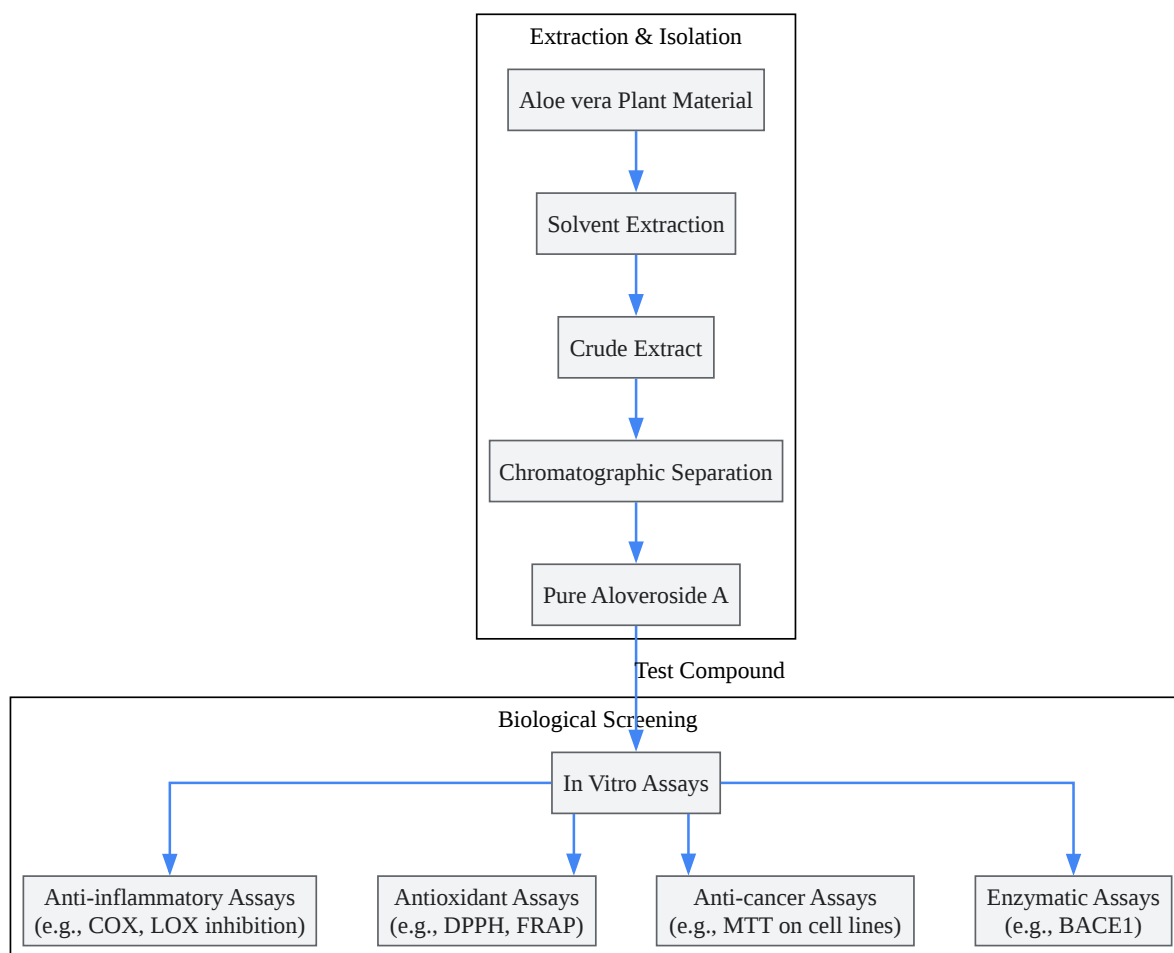 Extraction & Isolation
Aloe vera Plant Material
Solvent Extraction
Crude Extract
Chromatographic Separation
Pure Aloveroside A
Test Compound
Biological Screening
In Vitro Assays
Anti-inflammatory Assays
(e.g., COX, LOX inhibition)
Antioxidant Assays
(e.g., DPPH, FRAP)
Anti-cancer Assays
(e.g., MTT on cell lines)
Enzymatic Assays
(e.g., BACE1)